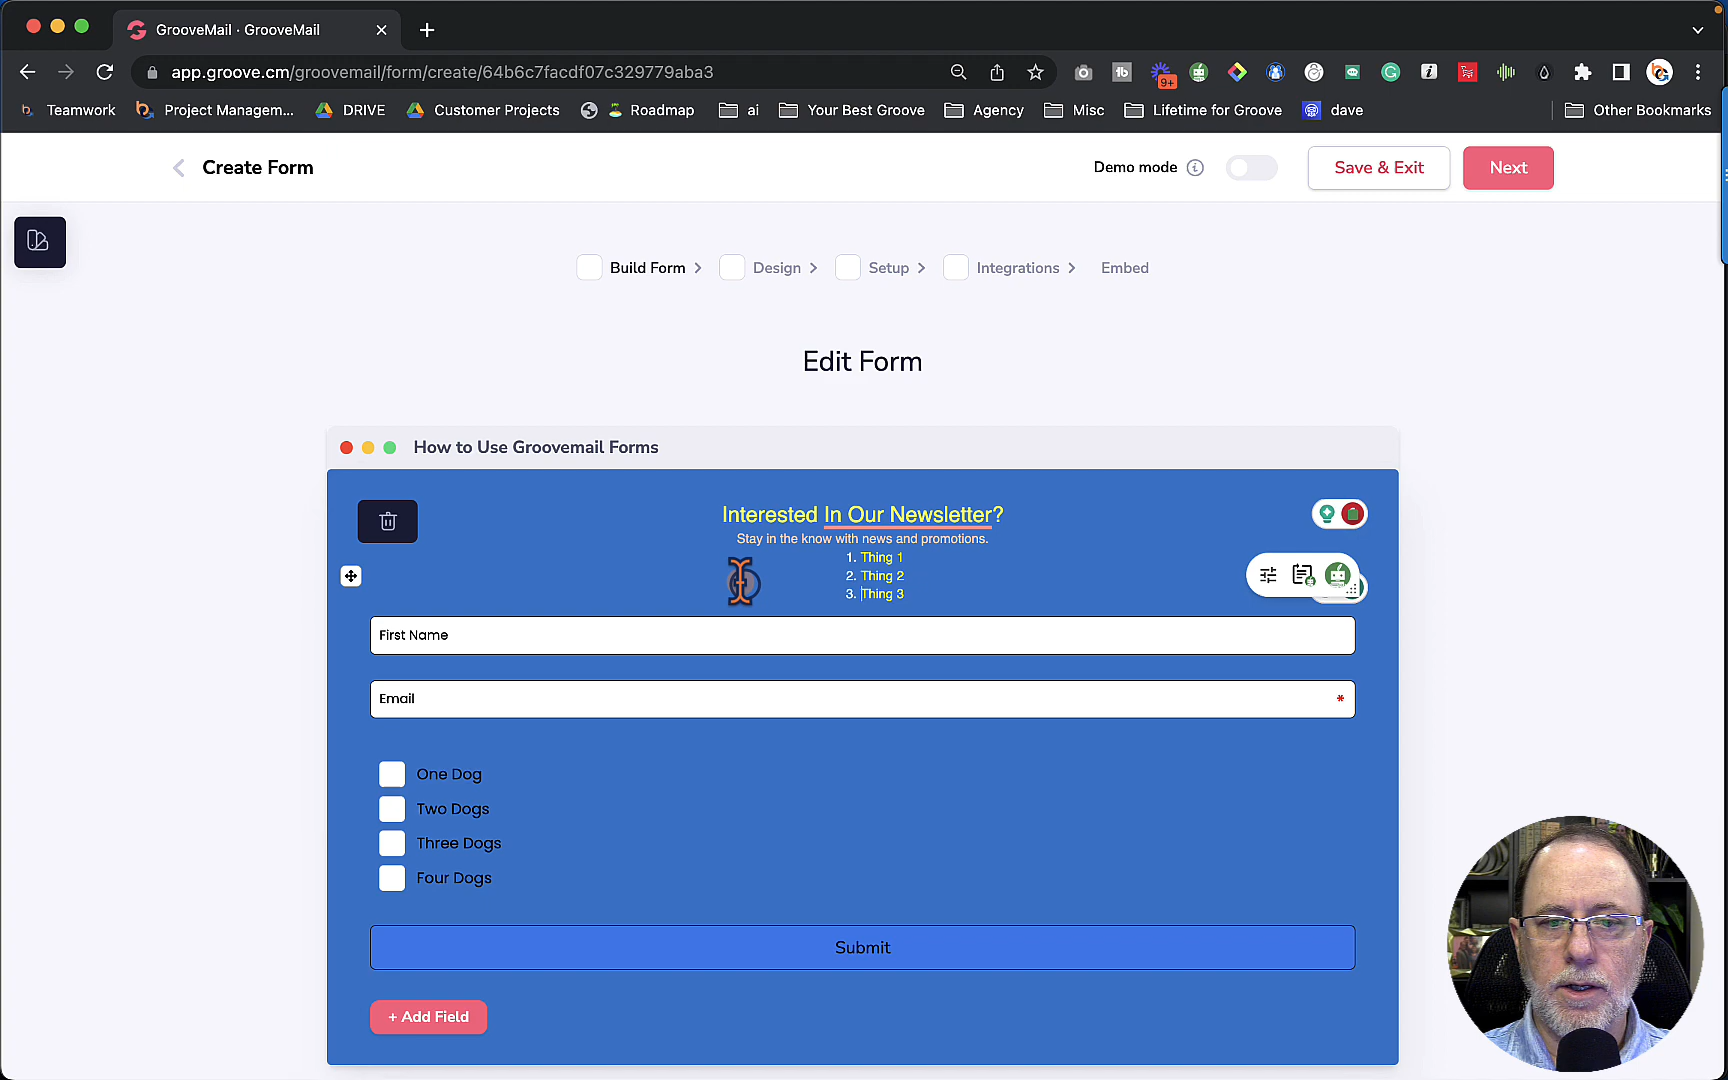 GrooveMail · GrooveMail
app.groove.cm/groovemail/form/create/64b6c7facdf07c329779aba3
tb
9+
Teamwork
Project Managem...
DRIVE
Customer Projects
Roadmap
ai
Your Best Groove
Agency
Misc
Lifetime for Groove
dave
Other Bookmarks
Create Form
Demo mode
Save & Exit
Next
Build Form
Design
Setup
Integrations
Embed
Edit Form
How to Use Groovemail Forms
Interested In Our Newsletter?
Stay in the know with news and promotions.
1. Thing 1
2. Thing 2
3. Thing 3
First Name
Email *
One Dog
Two Dogs
Three Dogs
Four Dogs
Submit
+ Add Field